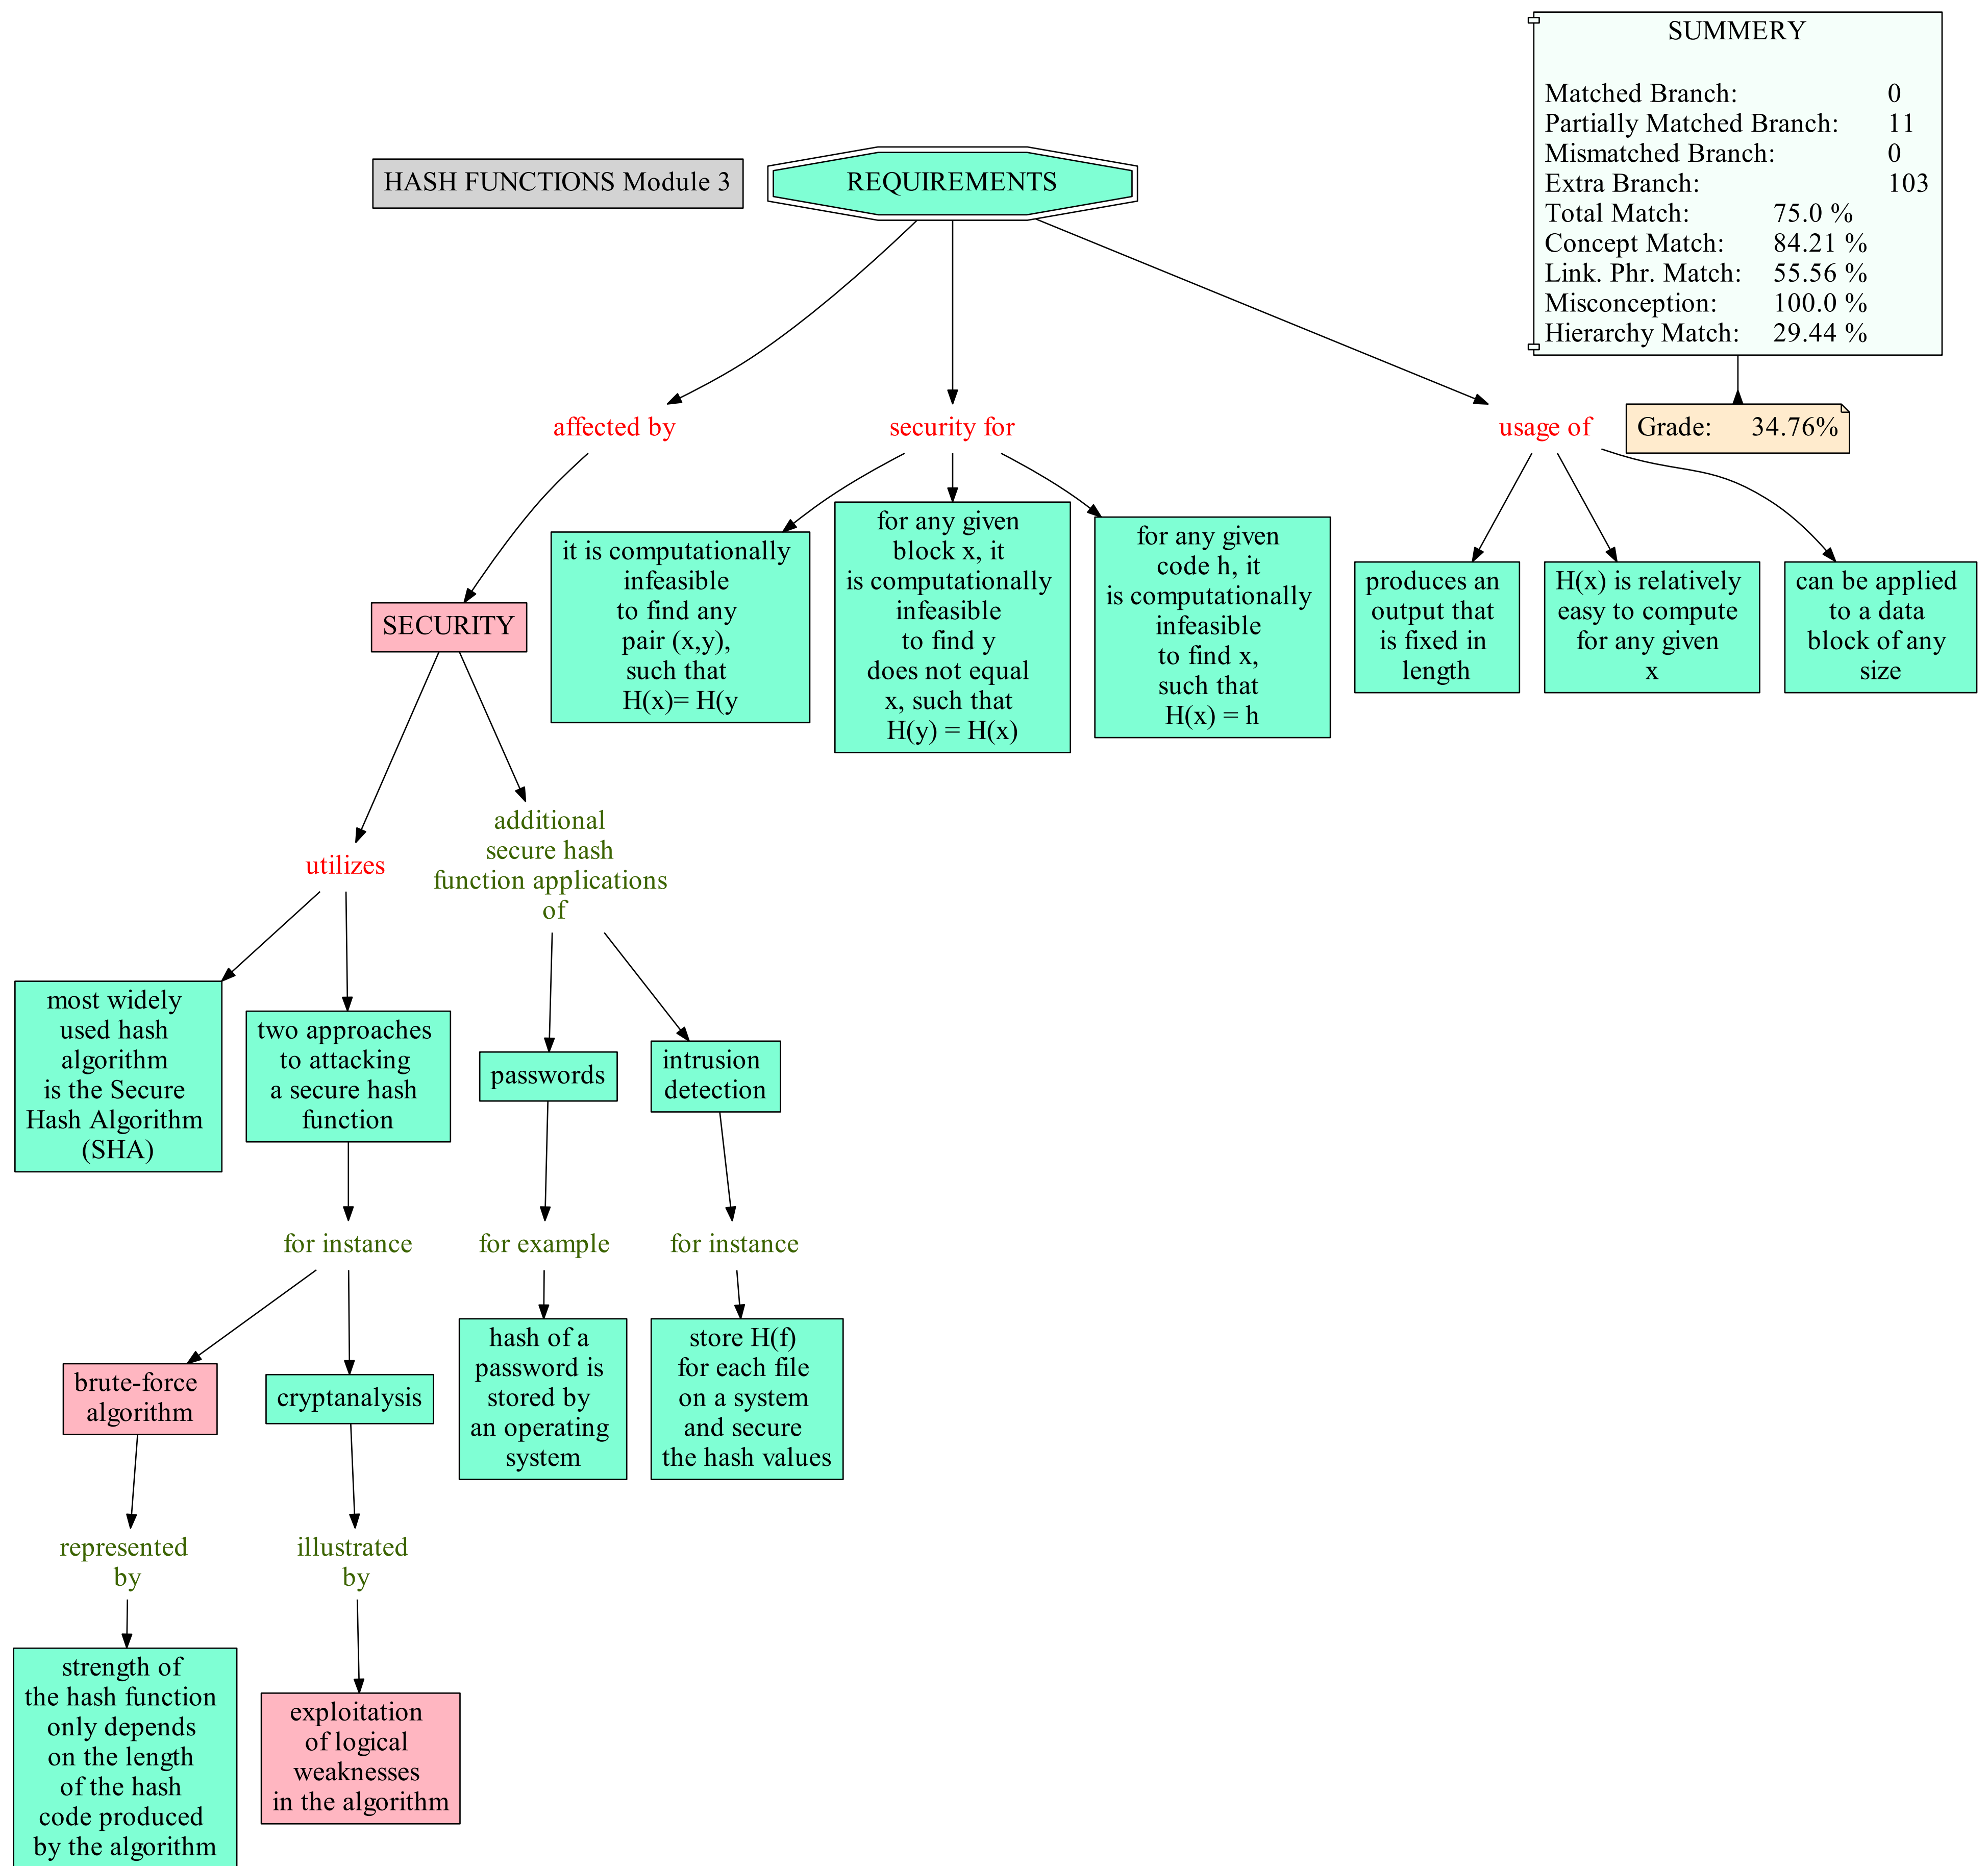 SUMMERY
Matched Branch: 0
Partially Matched Branch: 11
Mismatched Branch: 0
Extra Branch: 103
Total Match: 75.0 %
Concept Match: 84.21 %
Link. Phr. Match: 55.56 %
Misconception: 100.0 %
Hierarchy Match: 29.44 %
HASH FUNCTIONS Module 3
REQUIREMENTS
affected by
security for
usage of
Grade: 34.76%
it is computationally
infeasible
to find any
pair (x,y),
such that
H(x)= H(y
for any given
block x, it
is computationally
infeasible
to find y
does not equal
x, such that
H(y) = H(x)
for any given
code h, it
is computationally
infeasible
to find x,
such that
H(x) = h
produces an
output that
is fixed in
length
H(x) is relatively
easy to compute
for any given
x
can be applied
to a data
block of any
size
SECURITY
utilizes
additional
secure hash
function applications
of
most widely
used hash
algorithm
is the Secure
Hash Algorithm
(SHA)
two approaches
to attacking
a secure hash
function
passwords
intrusion
detection
for instance
for example
for instance
brute-force
algorithm
cryptanalysis
hash of a
password is
stored by
an operating
system
store H(f)
for each file
on a system
and secure
the hash values
represented
by
illustrated
by
strength of
the hash function
only depends
on the length
of the hash
code produced
by the algorithm
exploitation
of logical
weaknesses
in the algorithm